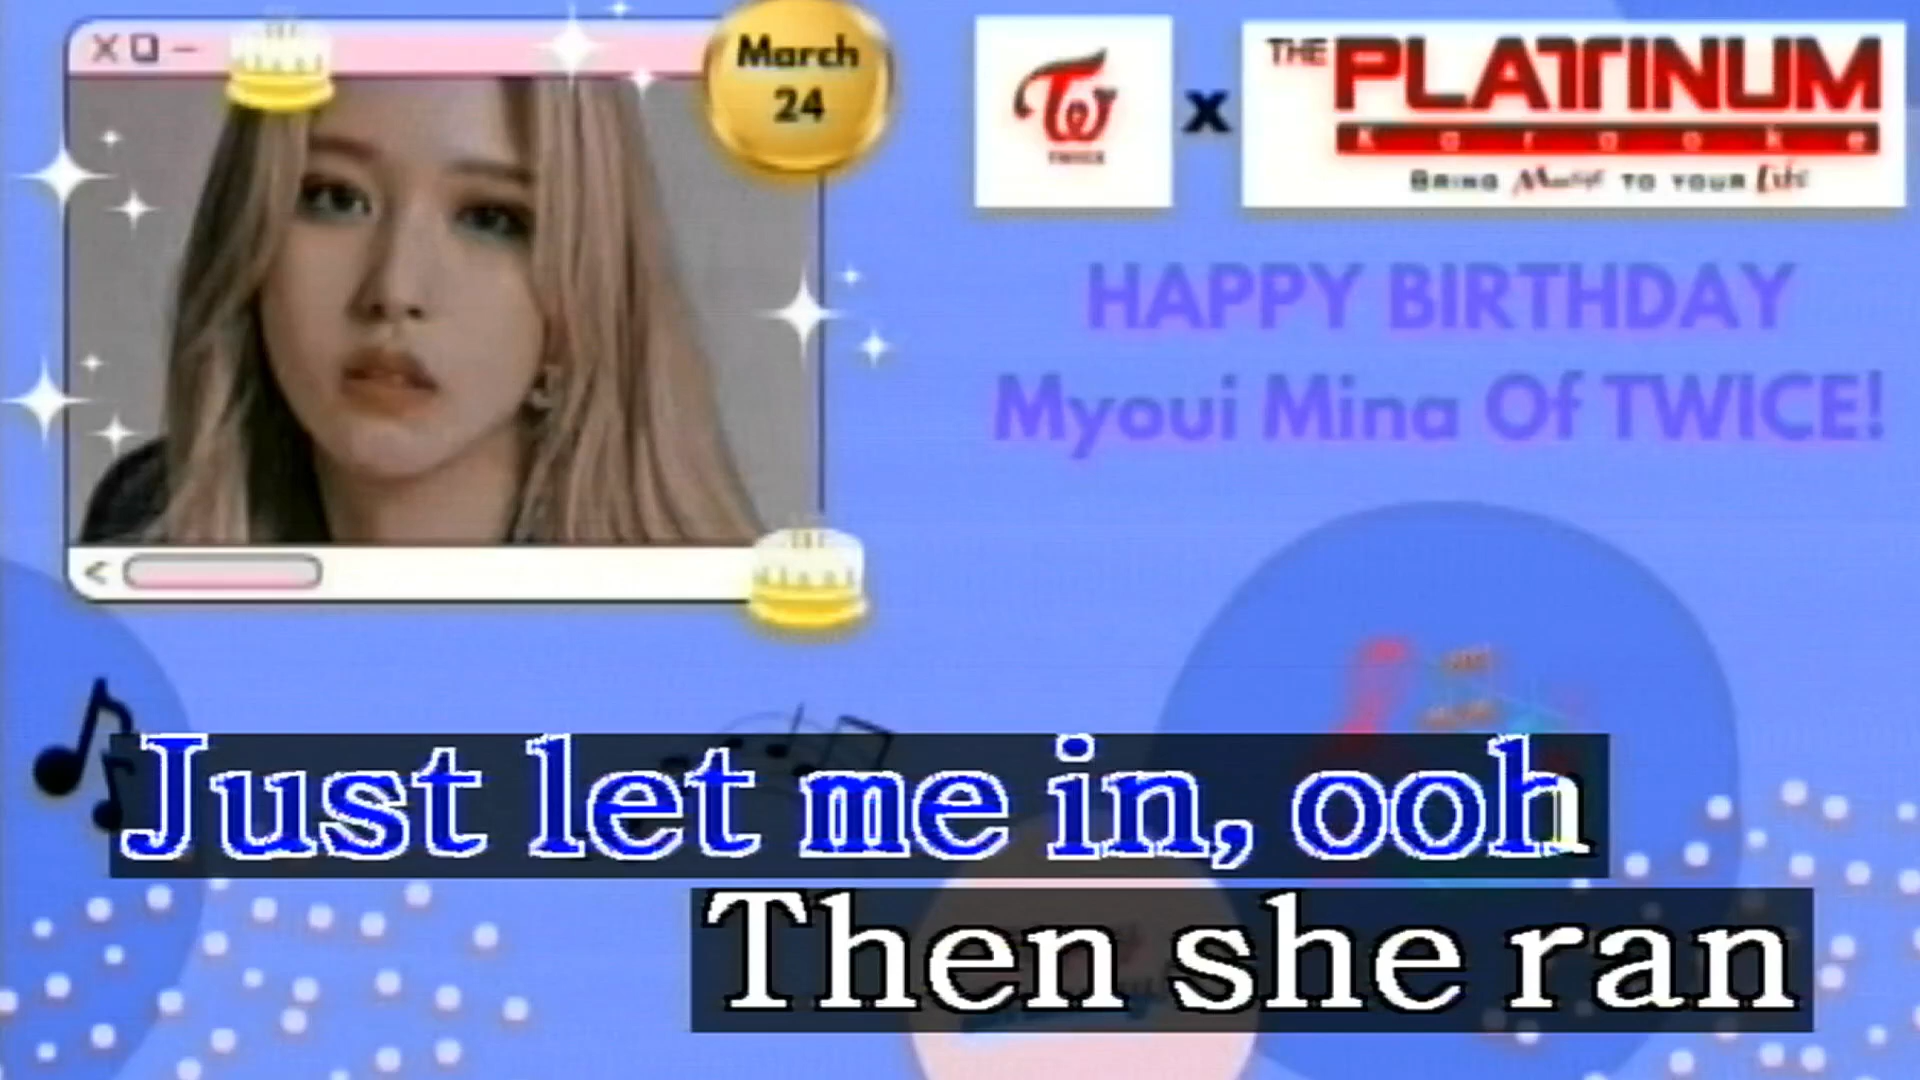 March
24
TWICE
x
THE PLATINUM
Karaoke
BRING Music TO YOUR Life
HAPPY BIRTHDAY
Myoui Mina Of TWICE!
Just let me in, ooh
Then she ran